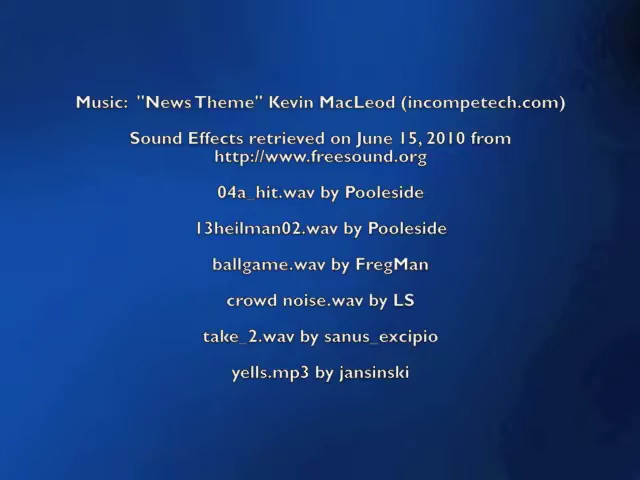 Music:  "News Theme" Kevin MacLeod (incompetech.com)
Sound Effects retrieved on June 15, 2010 from
http://www.freesound.org
04a_hit.wav by Pooleside
13heilman02.wav by Pooleside
ballgame.wav by FregMan
crowd noise.wav by LS
take_2.wav by sanus_excipio
yells.mp3 by jansinski